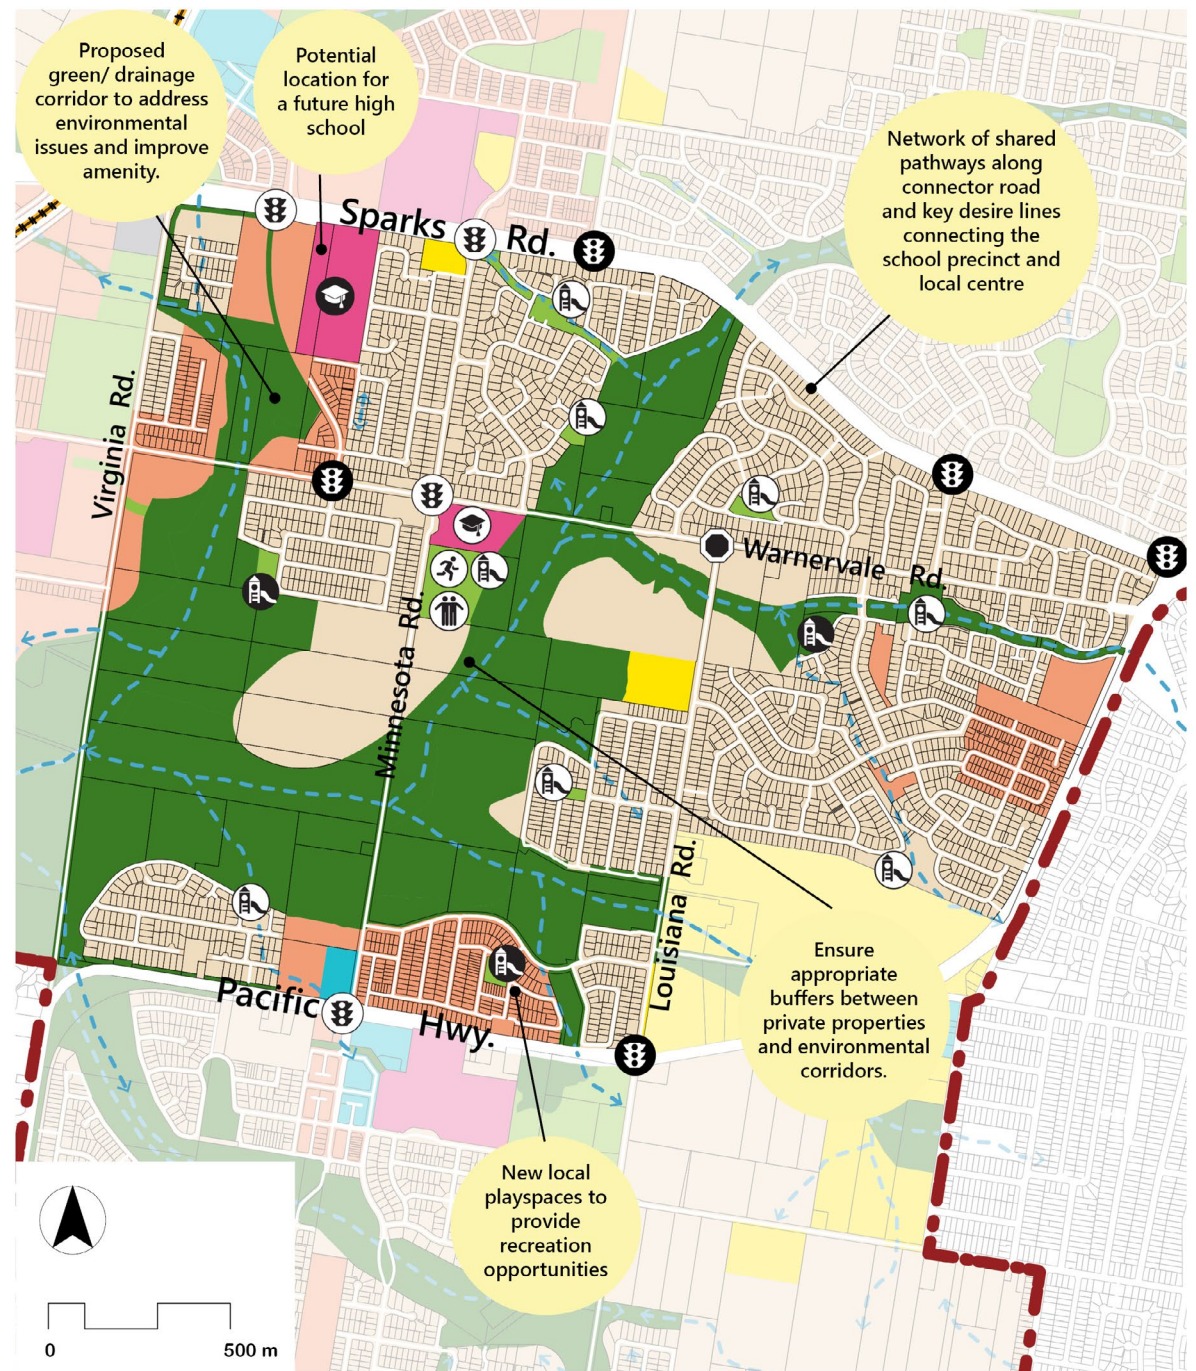 Proposed
green/ drainage
corridor to address
environmental
issues and improve
amenity.
Potential
location for
a future high
school
Network of shared
pathways along
connector road
and key desire lines
connecting the
school precinct and
local centre
Sparks Rd.
Virginia Rd.
Warnervale Rd.
Minnesota Rd.
Louisiana Rd.
Pacific Hwy.
Ensure
appropriate
buffers between
private properties
and environmental
corridors.
New local
playspaces to
provide
recreation
opportunities
0 500 m